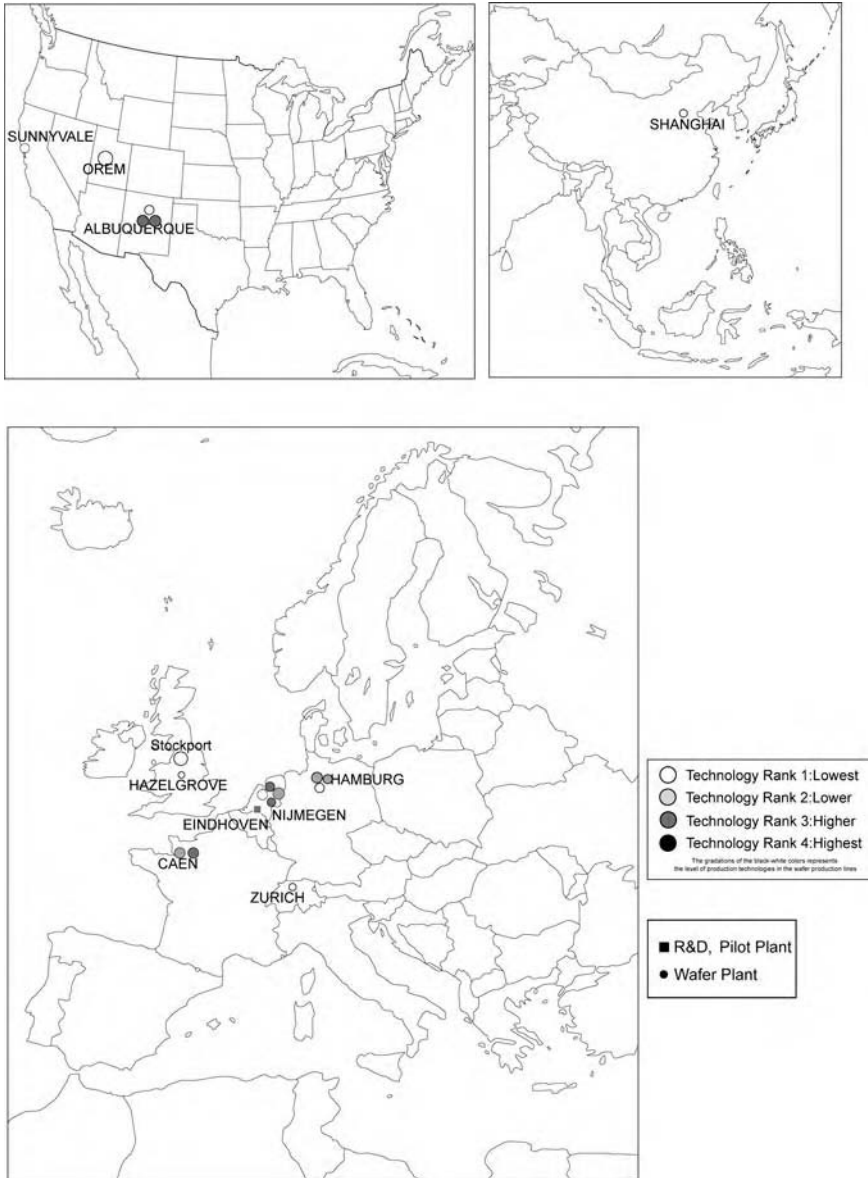 SUNNYVALE
OREM
ALBUQUERQUE
SHANGHAI
Stockport
HAZELGROVE
HAMBURG
NIJMEGEN
EINDHOVEN
CAEN
ZURICH
Technology Rank 1:Lowest
Technology Rank 2:Lower
Technology Rank 3:Higher
Technology Rank 4:Highest
The gradations of the black-white colors represents
the level of production technologies in the wafer production lines
R&D, Pilot Plant
Wafer Plant